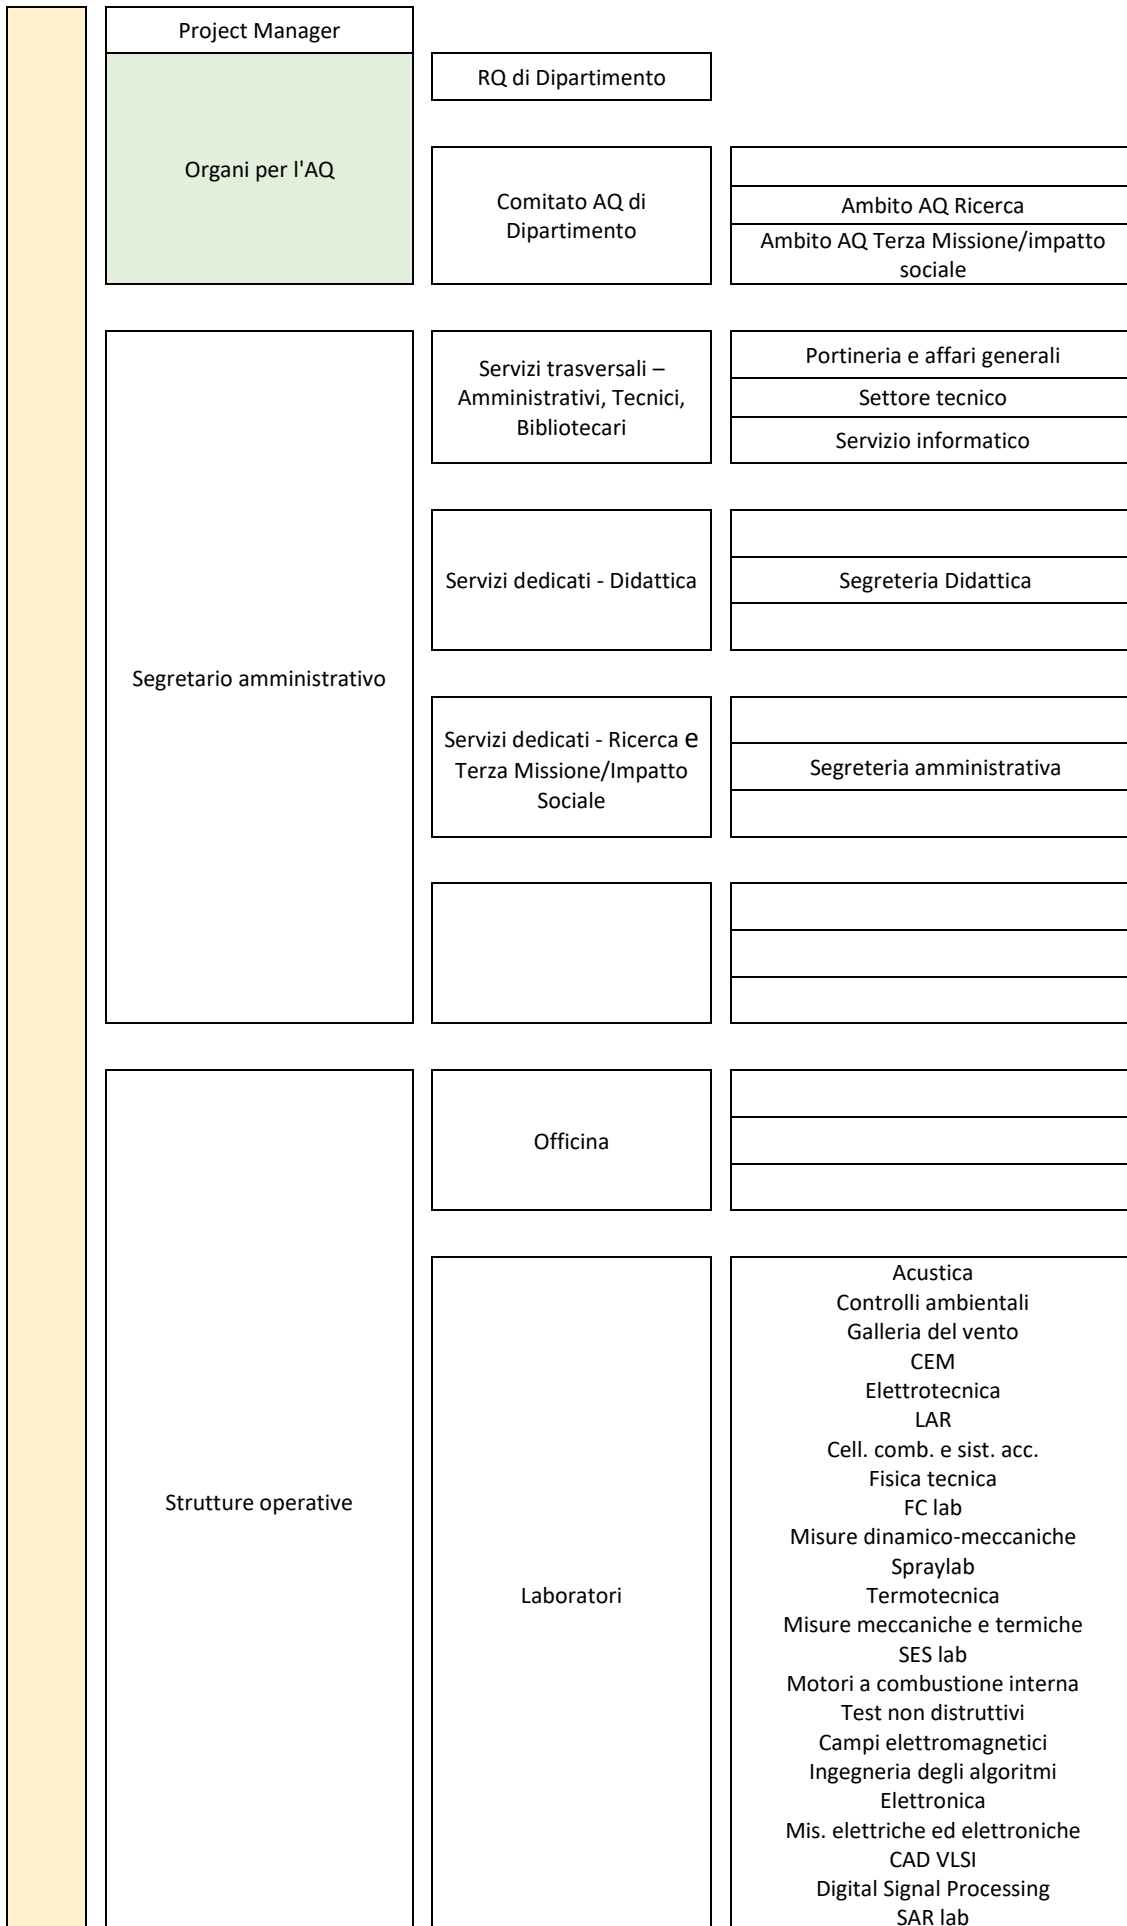 Project Manager
RQ di Dipartimento
Organi per l'AQ
Comitato AQ di
Dipartimento
Ambito AQ Ricerca
Ambito AQ Terza Missione/impatto
sociale
Segretario amministrativo
Servizi trasversali –
Amministrativi, Tecnici,
Bibliotecari
Portineria e affari generali
Settore tecnico
Servizio informatico
Servizi dedicati - Didattica
Segreteria Didattica
Servizi dedicati - Ricerca e
Terza Missione/Impatto
Sociale
Segreteria amministrativa
Strutture operative
Officina
Laboratori
Acustica
Controlli ambientali
Galleria del vento
CEM
Elettrotecnica
LAR
Cell. comb. e sist. acc.
Fisica tecnica
FC lab
Misure dinamico-meccaniche
Spraylab
Termotecnica
Misure meccaniche e termiche
SES lab
Motori a combustione interna
Test non distruttivi
Campi elettromagnetici
Ingegneria degli algoritmi
Elettronica
Mis. elettriche ed elettroniche
CAD VLSI
Digital Signal Processing
SAR lab